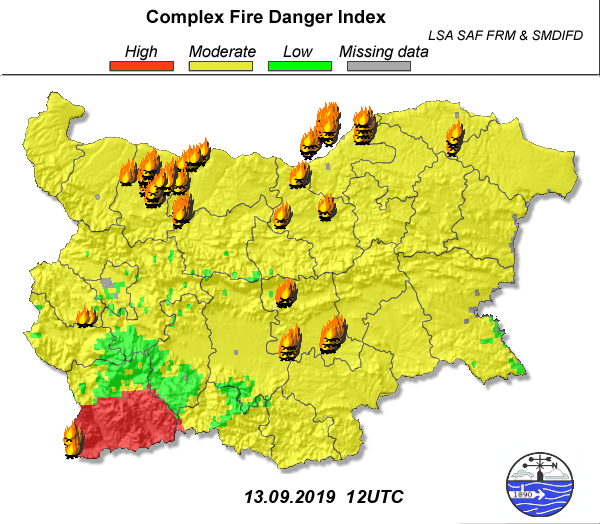 Complex Fire Danger Index
LSA SAF FRM & SMDIFD
High Moderate Low Missing data
13.09.2019 12UTC
N
1890